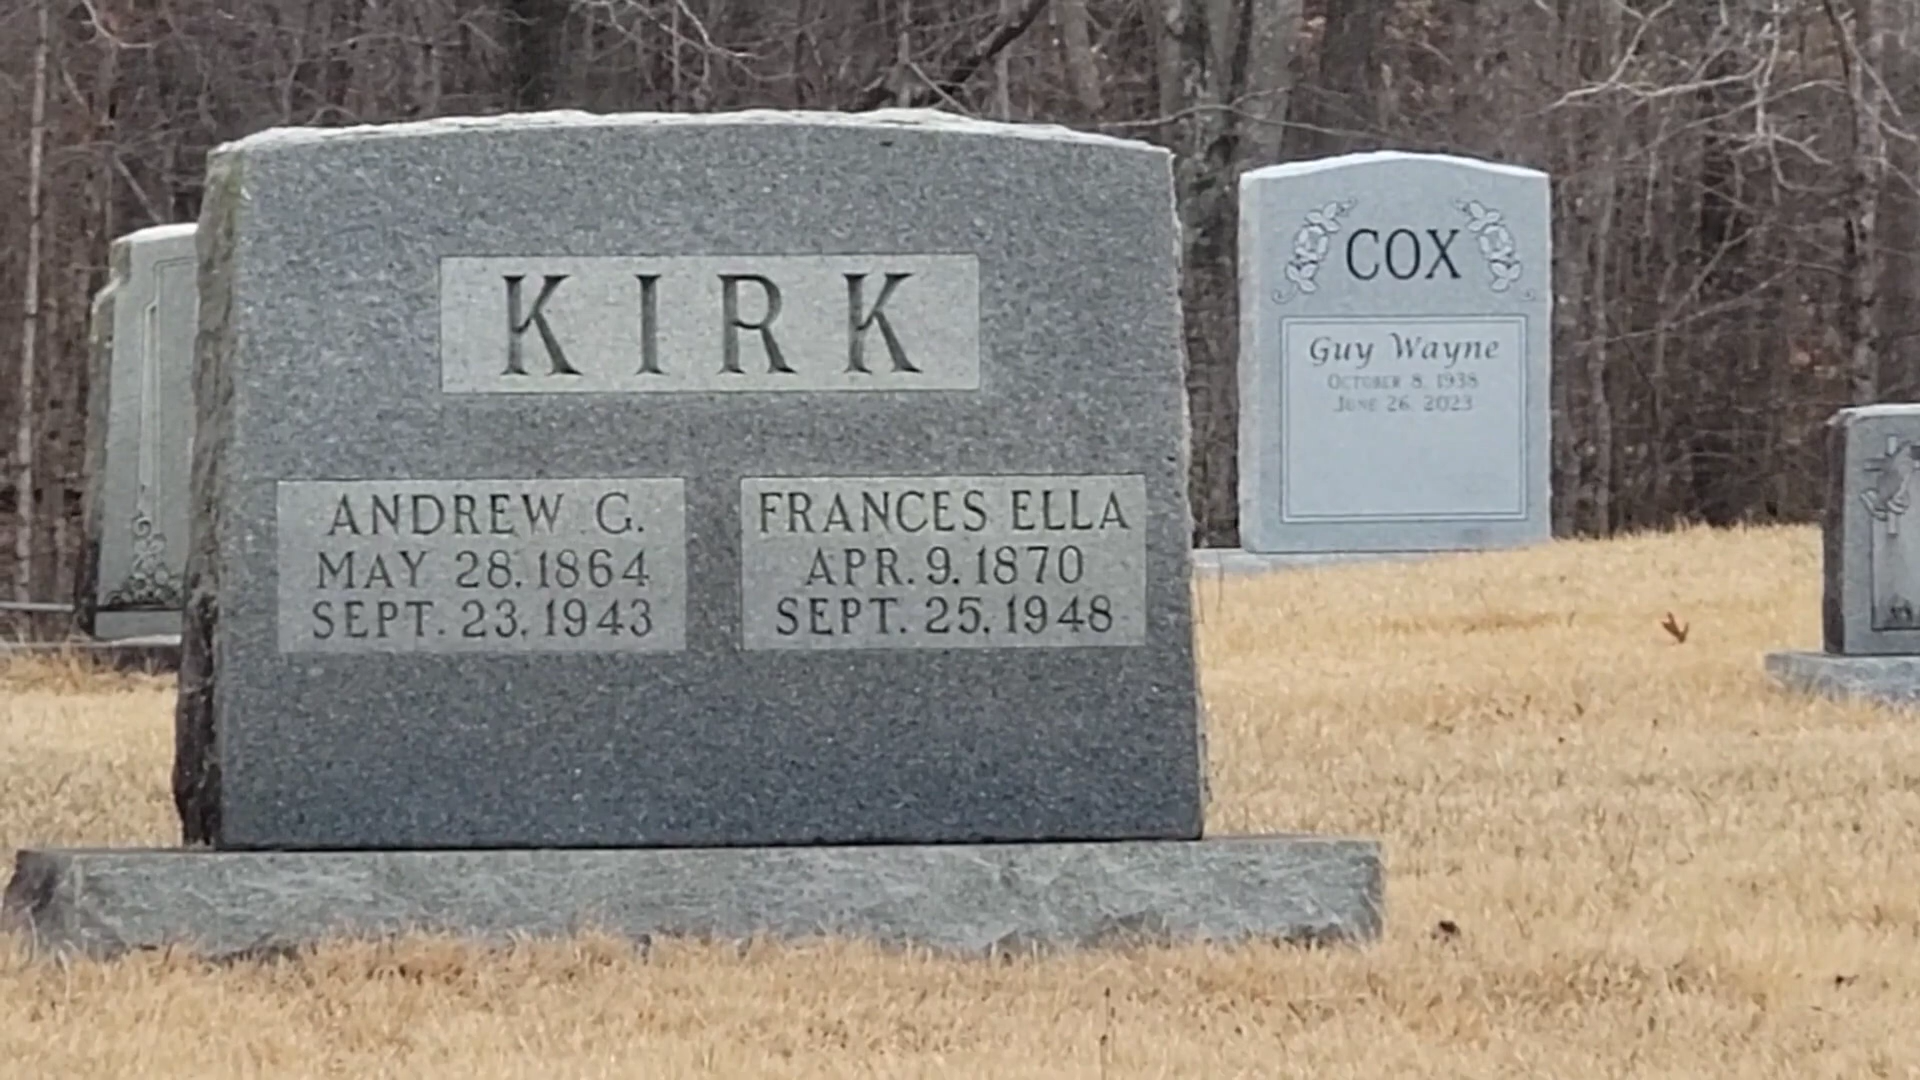 KIRK
ANDREW G.
MAY 28, 1864
SEPT. 23, 1943
FRANCES ELLA
APR. 9, 1870
SEPT. 25, 1948
COX
Guy Wayne
OCTOBER 8, 1938
JUNE 26, 2023